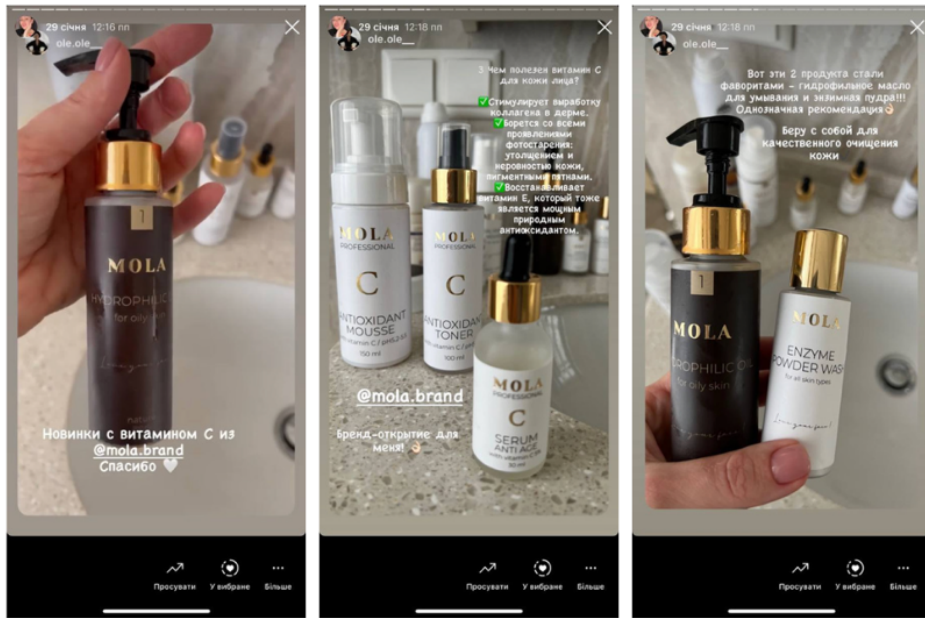 29 січня 12:16 пп
ole.ole__
1
MOLA
HYDROPHILIC
for oily skin
Новинки с витамином С из
@mola.brand
Спасибо
Просувати
У вибране
Більше
29 січня 12:18 пп
ole.ole__
Чем полезен витамин С
для кожи лица?
Стимулирует выработку
коллагена в дерме.
Борется со всеми
проявлениями
фотостарения:
утолщением и
неровностью кожи,
пигментными пятнами.
Восстанавливает
витамин Е, который тоже
является мощным
природным
антиоксидантом.
MOLA
PROFESSIONAL
C
ANTIOXIDANT
MOUSSE
150 ml
MOLA
PROFESSIONAL
C
ANTIOXIDANT
TONER
100 ml
MOLA
PROFESSIONAL
C
SERUM
ANTI AGE
with vitamin C
30 ml
@mola.brand
Бренд-открытие для
меня!
Просувати
У вибране
Більше
29 січня 12:18 пп
ole.ole__
Вот эти 2 продукта стали
фаворитами - гидрофильное масло
для умывания и энзимная пудра!!!
Однозначная рекомендация
Беру с собой для
качественного очищения
кожи
1
MOLA
OIL
for oily skin
MOLA
ENZYME
POWDER WASH
for all skin types
Love your face!
Просувати
У вибране
Більше